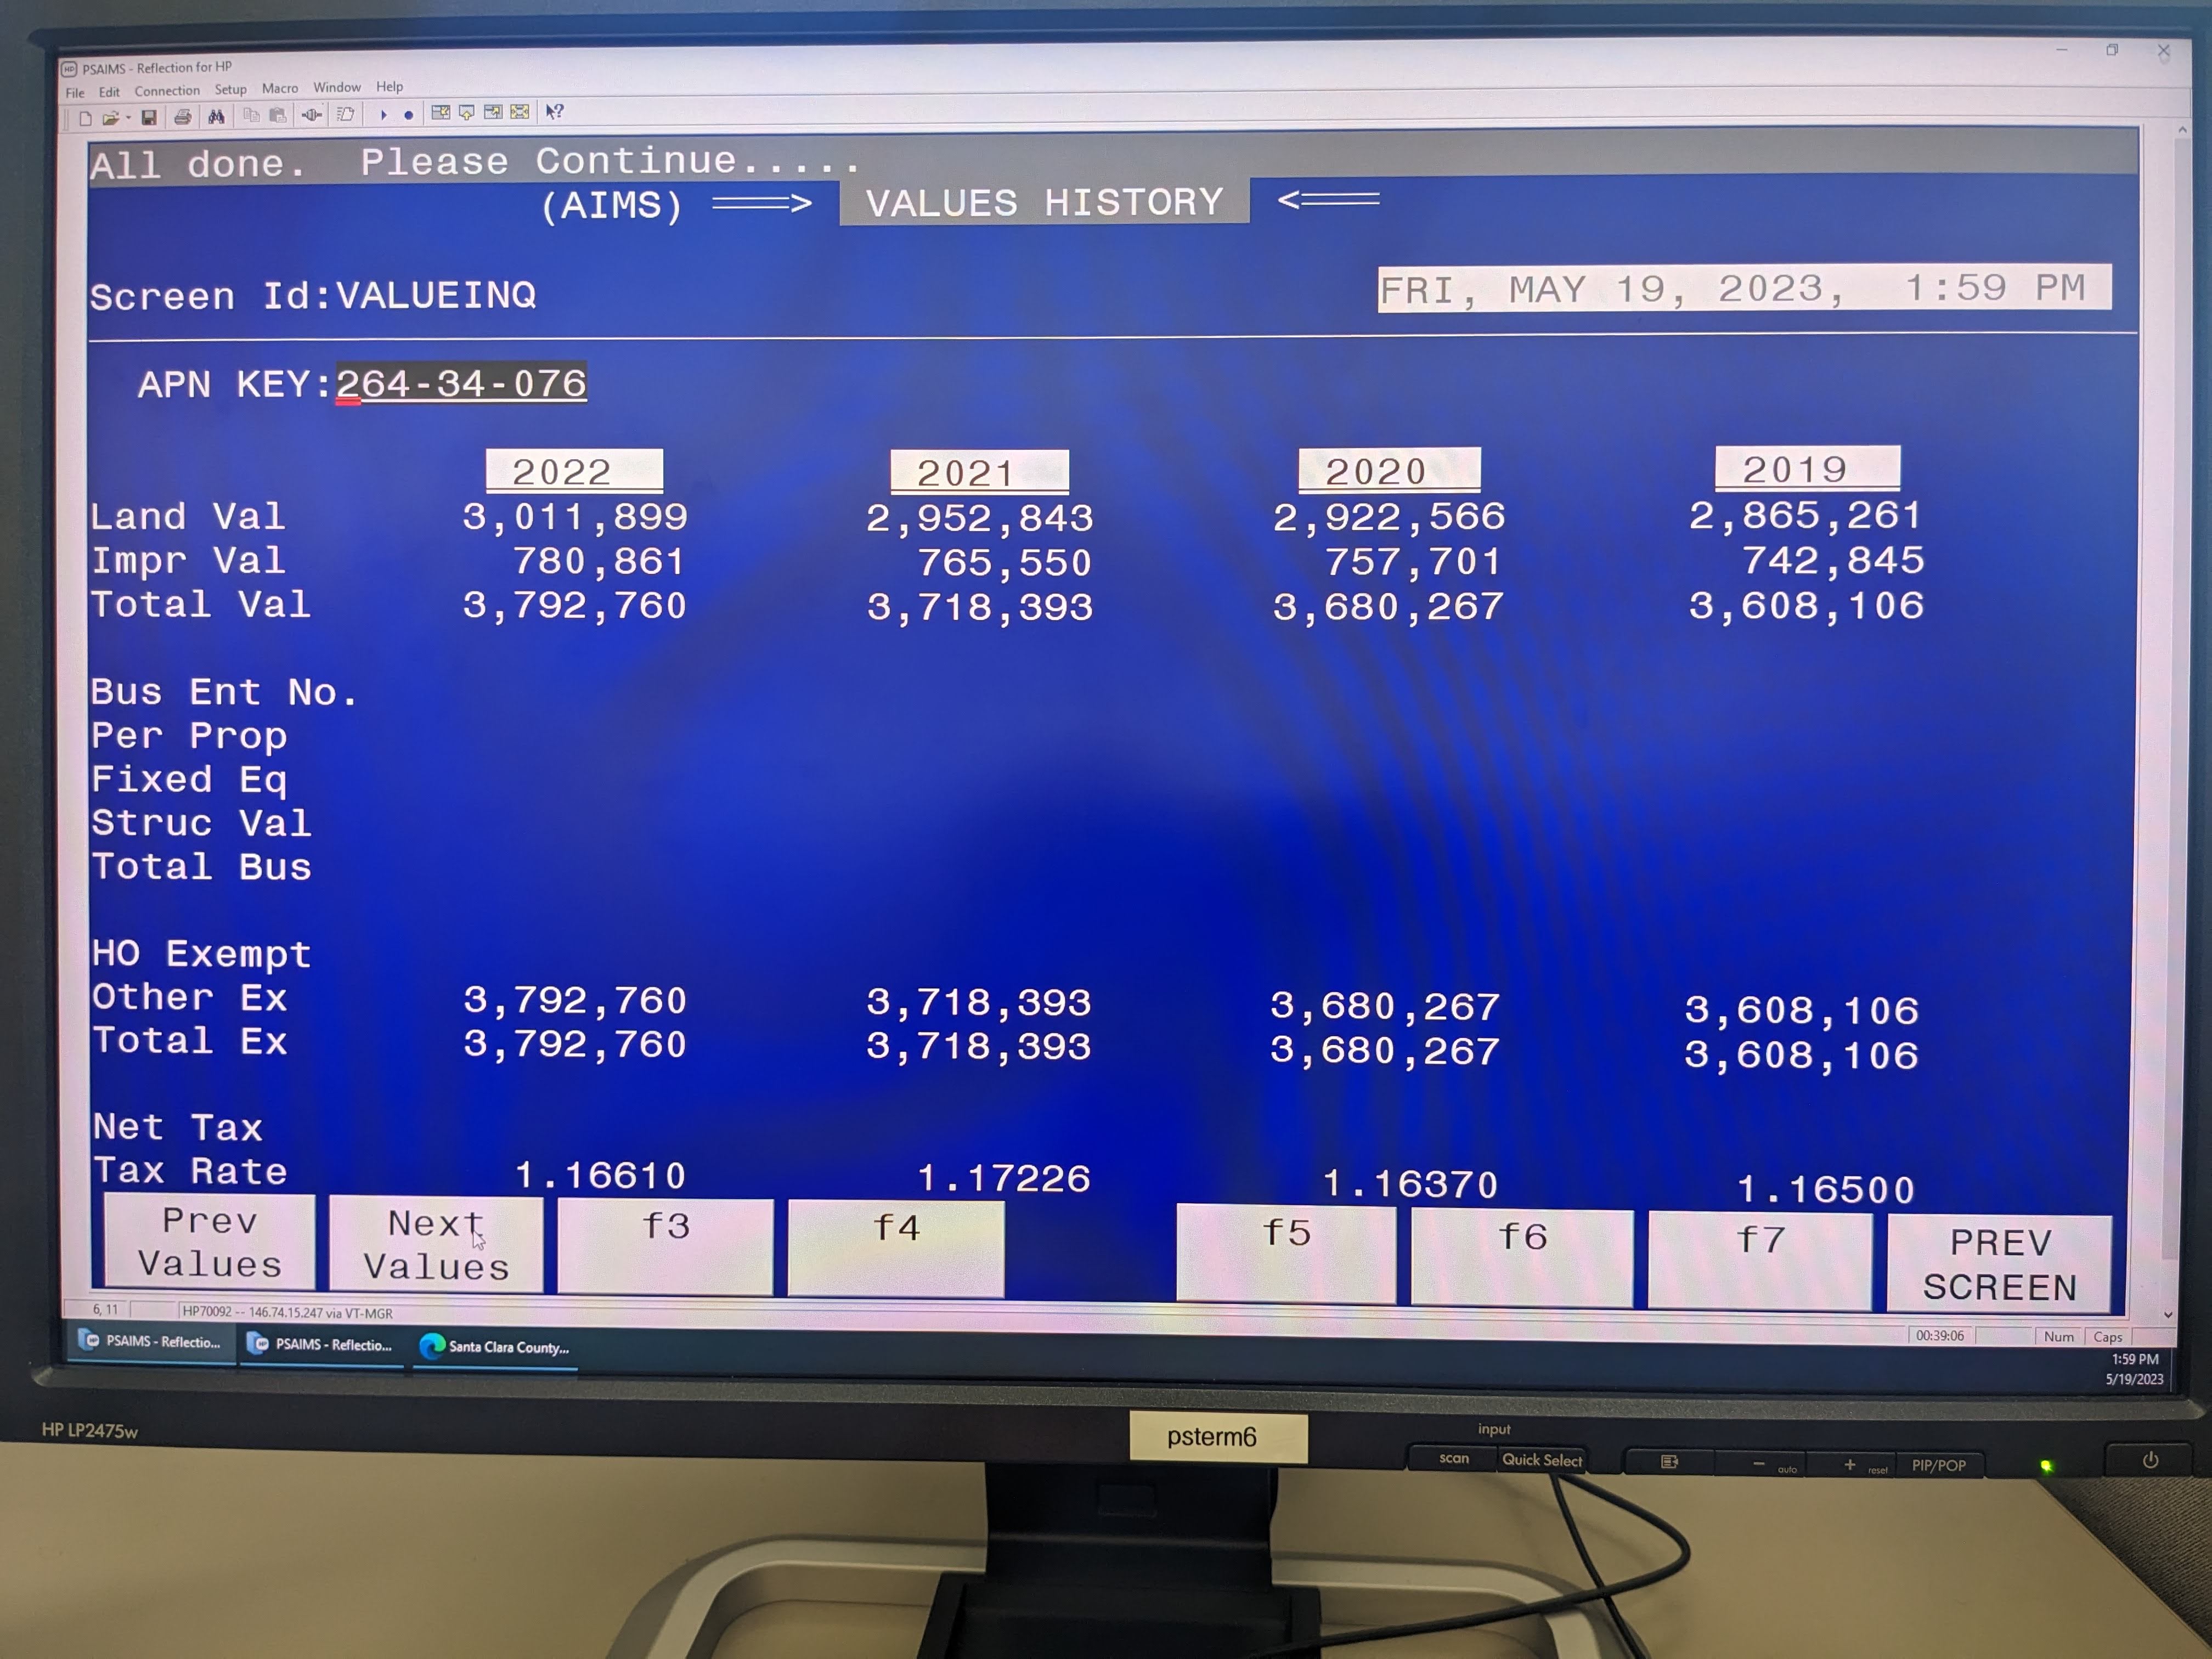 PSAIMS - Reflection for HP
File Edit Connection Setup Macro Window Help
All done. Please Continue.....
(AIMS) ===> VALUES HISTORY <===
Screen Id:VALUEINQ FRI, MAY 19, 2023, 1:59 PM
APN KEY:264-34-076
2022 2021 2020 2019
Land Val 3,011,899 2,952,843 2,922,566 2,865,261
Impr Val 780,861 765,550 757,701 742,845
Total Val 3,792,760 3,718,393 3,680,267 3,608,106
Bus Ent No.
Per Prop
Fixed Eq
Struc Val
Total Bus
HO Exempt
Other Ex 3,792,760 3,718,393 3,680,267 3,608,106
Total Ex 3,792,760 3,718,393 3,680,267 3,608,106
Net Tax
Tax Rate 1.16610 1.17226 1.16370 1.16500
Prev Next f3 f4 f5 f6 f7 PREV
Values Values SCREEN
6, 11 HP70092 -- 146.74.15.247 via VT-MGR
00:39:06 Num Caps
PSAIMS - Reflectio... PSAIMS - Reflectio... Santa Clara County...
1:59 PM
5/19/2023
HP LP2475w
psterm6
input
scan Quick Select - auto + reset PIP/POP